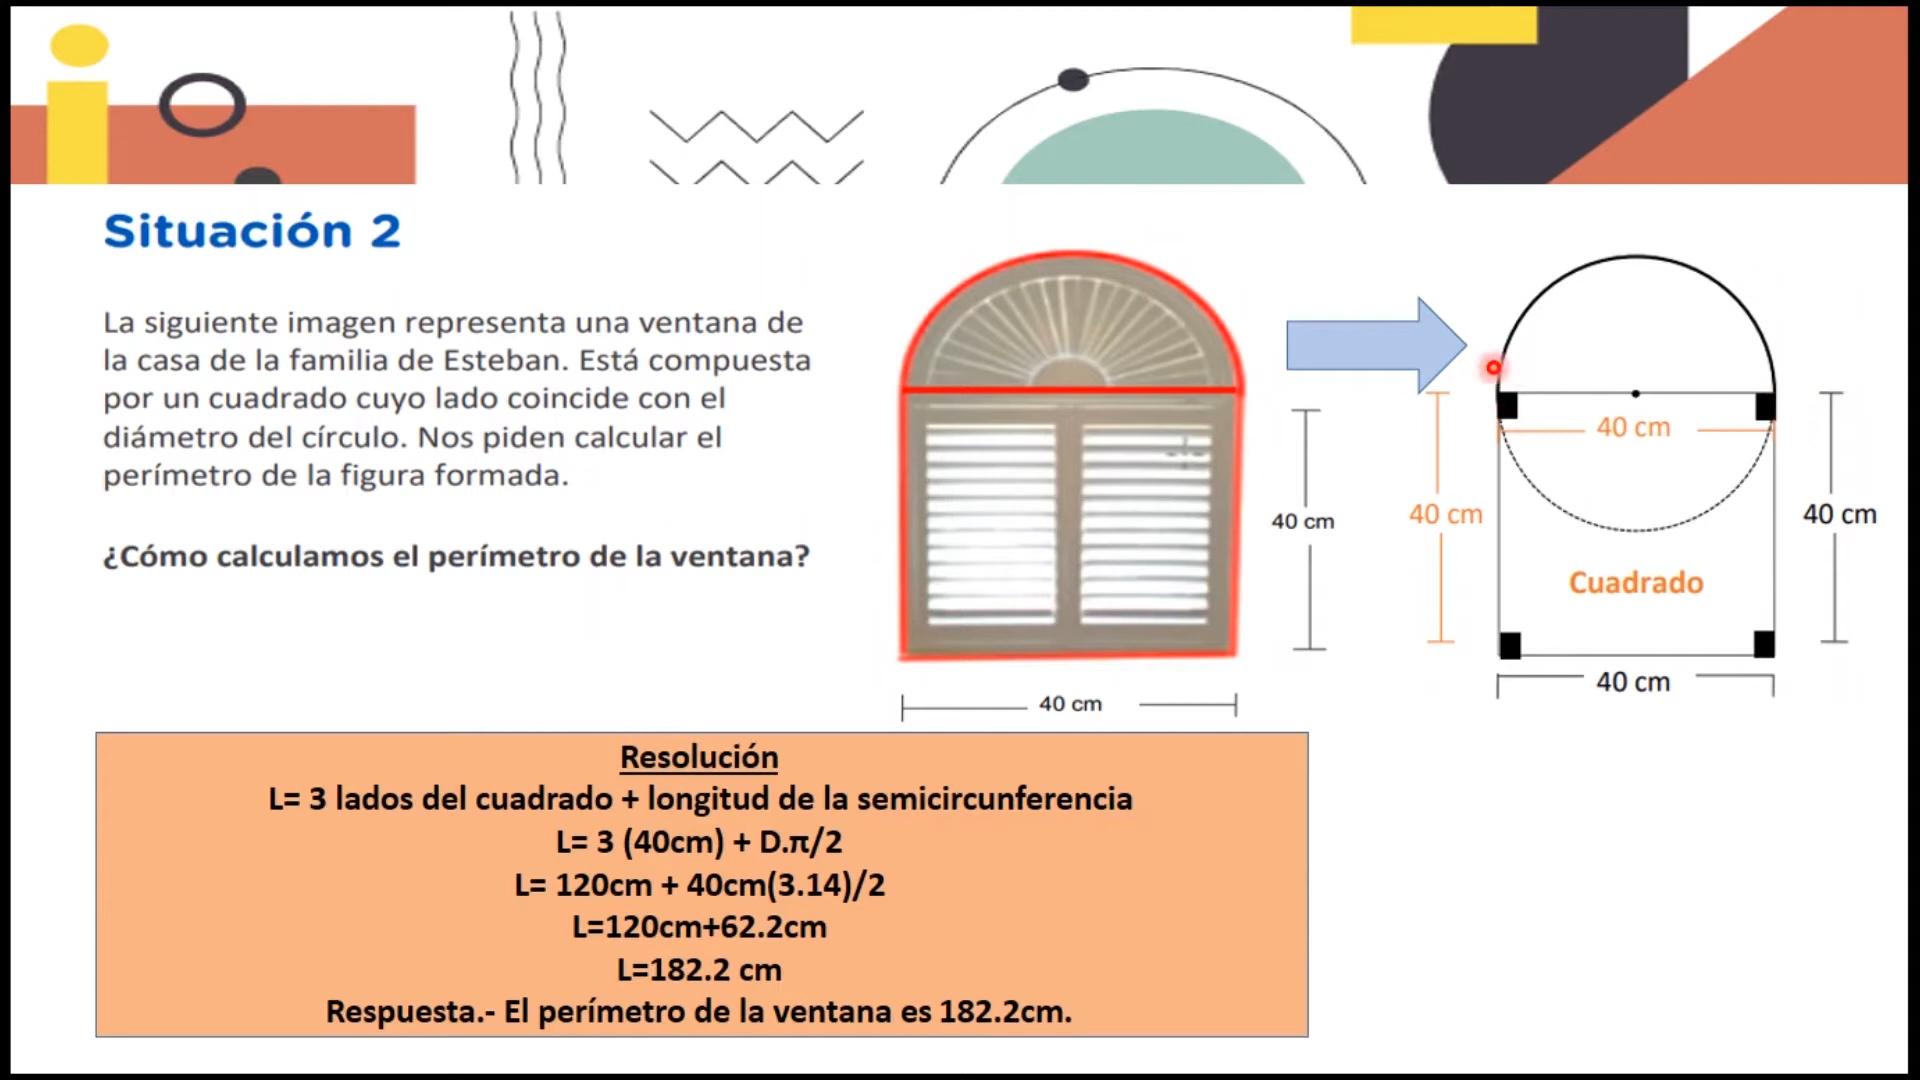 Situación 2
La siguiente imagen representa una ventana de
la casa de la familia de Esteban. Está compuesta
por un cuadrado cuyo lado coincide con el
diámetro del círculo. Nos piden calcular el
perímetro de la figura formada.
¿Cómo calculamos el perímetro de la ventana?
40 cm
40 cm
40 cm
40 cm
40 cm
Cuadrado
40 cm
Resolución
L= 3 lados del cuadrado + longitud de la semicircunferencia
L= 3 (40cm) + D.π/2
L= 120cm + 40cm(3.14)/2
L=120cm+62.2cm
L=182.2 cm
Respuesta.- El perímetro de la ventana es 182.2cm.